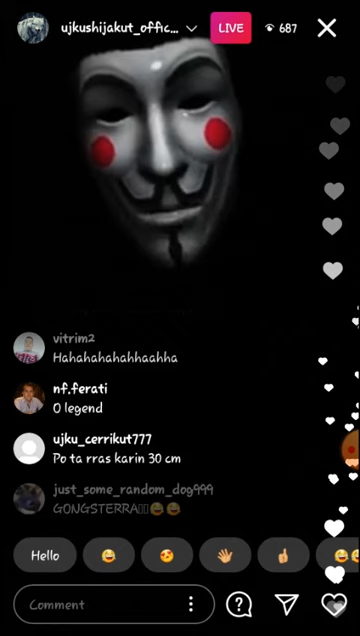 ujkushijakut_offic...
LIVE
687
vitrim2
Hahahahahahhaahha
nf.ferati
O legend
ujku_cerrikut777
Po ta rras karin 30 cm
just_some_random_dog999
GONGSTERRA
Hello
Comment